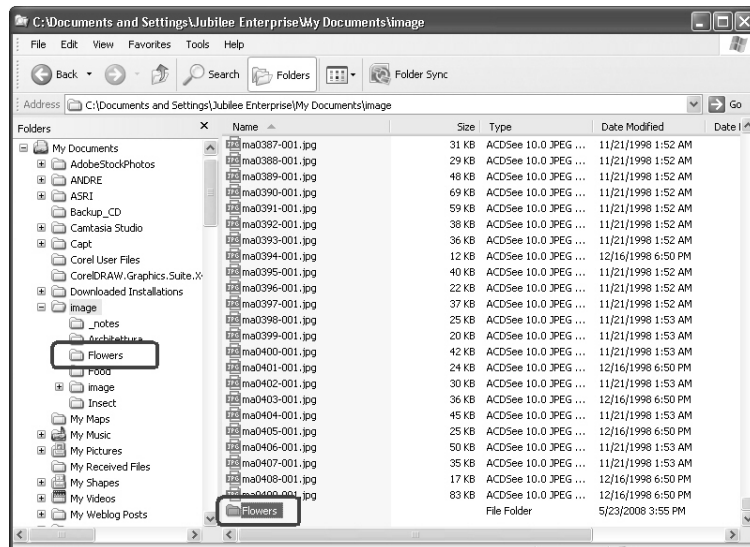 C:\Documents and Settings\Jubilee Enterprise\My Documents\image
File Edit View Favorites Tools Help
Back Search Folders Folder Sync
Address C:\Documents and Settings\Jubilee Enterprise\My Documents\image Go
Folders
My Documents
AdobeStockPhotos
ANDRE
ASRI
Backup_CD
Camtasia Studio
Capt
Corel User Files
CorelDRAW.Graphics.Suite.X
Downloaded Installations
image
_notes
Architettura
Flowers
Food
image
Insect
My Maps
My Music
My Pictures
My Received Files
My Shapes
My Videos
My Weblog Posts
Name Size Type Date Modified Date
ma0387-001.jpg 31 KB ACDSee 10.0 JPEG ... 11/21/1998 1:52 AM
ma0388-001.jpg 29 KB ACDSee 10.0 JPEG ... 11/21/1998 1:52 AM
ma0389-001.jpg 48 KB ACDSee 10.0 JPEG ... 11/21/1998 1:52 AM
ma0390-001.jpg 69 KB ACDSee 10.0 JPEG ... 11/21/1998 1:52 AM
ma0391-001.jpg 59 KB ACDSee 10.0 JPEG ... 11/21/1998 1:52 AM
ma0392-001.jpg 38 KB ACDSee 10.0 JPEG ... 11/21/1998 1:52 AM
ma0393-001.jpg 36 KB ACDSee 10.0 JPEG ... 11/21/1998 1:52 AM
ma0394-001.jpg 12 KB ACDSee 10.0 JPEG ... 12/16/1998 6:50 PM
ma0395-001.jpg 40 KB ACDSee 10.0 JPEG ... 11/21/1998 1:52 AM
ma0396-001.jpg 22 KB ACDSee 10.0 JPEG ... 11/21/1998 1:52 AM
ma0397-001.jpg 37 KB ACDSee 10.0 JPEG ... 11/21/1998 1:52 AM
ma0398-001.jpg 25 KB ACDSee 10.0 JPEG ... 11/21/1998 1:53 AM
ma0399-001.jpg 20 KB ACDSee 10.0 JPEG ... 11/21/1998 1:53 AM
ma0400-001.jpg 42 KB ACDSee 10.0 JPEG ... 11/21/1998 1:53 AM
ma0401-001.jpg 24 KB ACDSee 10.0 JPEG ... 12/16/1998 6:50 PM
ma0402-001.jpg 30 KB ACDSee 10.0 JPEG ... 11/21/1998 1:53 AM
ma0403-001.jpg 36 KB ACDSee 10.0 JPEG ... 12/16/1998 6:50 PM
ma0404-001.jpg 45 KB ACDSee 10.0 JPEG ... 11/21/1998 1:53 AM
ma0405-001.jpg 25 KB ACDSee 10.0 JPEG ... 12/16/1998 6:50 PM
ma0406-001.jpg 50 KB ACDSee 10.0 JPEG ... 11/21/1998 1:53 AM
ma0407-001.jpg 35 KB ACDSee 10.0 JPEG ... 11/21/1998 1:53 AM
ma0408-001.jpg 17 KB ACDSee 10.0 JPEG ... 12/16/1998 6:50 PM
ma0409-001.jpg 83 KB ACDSee 10.0 JPEG ... 12/16/1998 6:50 PM
Flowers File Folder 5/23/2008 3:55 PM